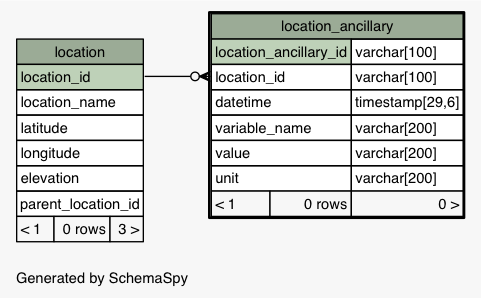 location
location_id
location_name
latitude
longitude
elevation
parent_location_id
< 1 0 rows 3 >
location_ancillary
location_ancillary_id varchar[100]
location_id varchar[100]
datetime timestamp[29,6]
variable_name varchar[200]
value varchar[200]
unit varchar[200]
< 1 0 rows 0 >
Generated by SchemaSpy